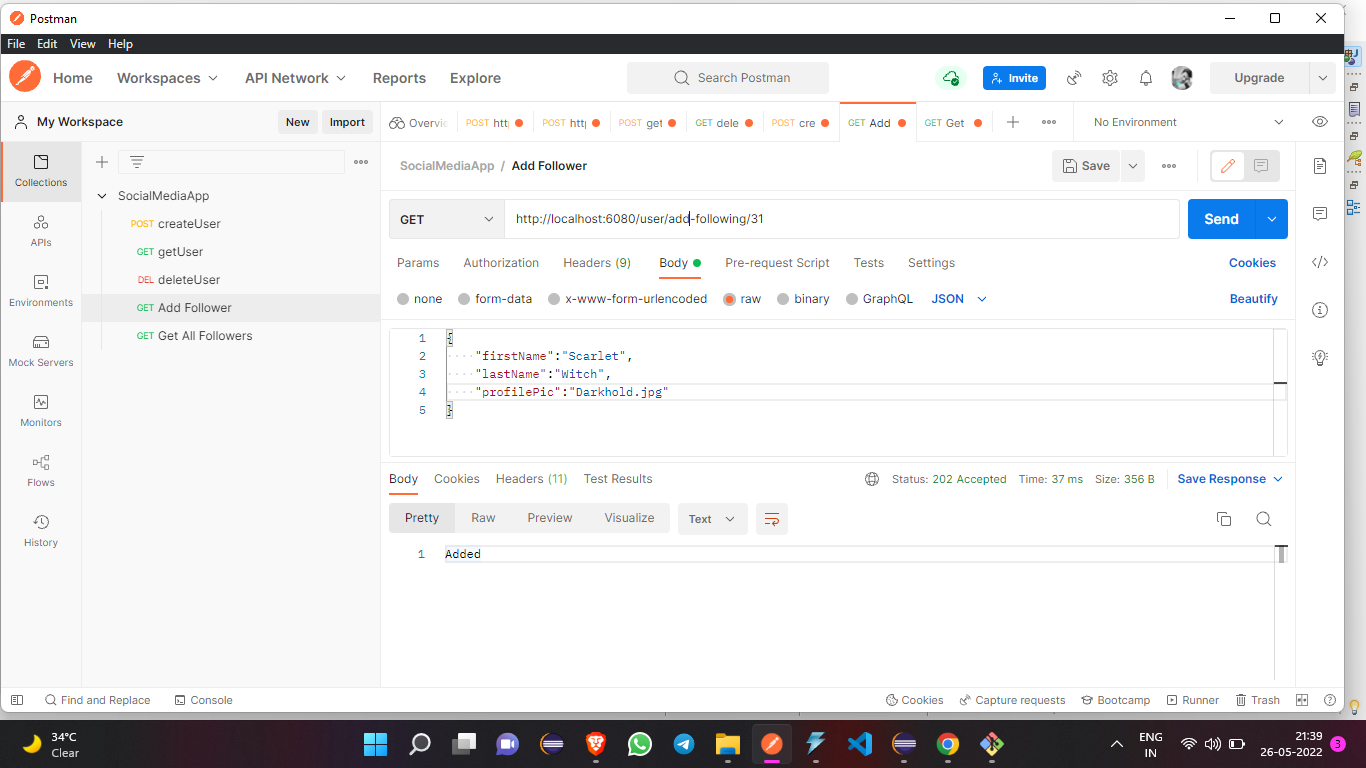 Postman
File Edit View Help
Home Workspaces API Network Reports Explore Search Postman Invite Upgrade
My Workspace New Import
Overvie POST http POST http POST get DEL dele POST cre GET Add GET Get No Environment
SocialMediaApp / Add Follower Save
Collections
APIs
Environments
Mock Servers
Monitors
Flows
History
SocialMediaApp
POST createUser
GET getUser
DEL deleteUser
GET Add Follower
GET Get All Followers
GET http://localhost:6080/user/add-following/31 Send
Params Authorization Headers (9) Body Pre-request Script Tests Settings Cookies
none form-data x-www-form-urlencoded raw binary GraphQL JSON Beautify
1 {
2 "firstName":"Scarlet",
3 "lastName":"Witch",
4 "profilePic":"Darkhold.jpg"
5 }
Body Cookies Headers (11) Test Results Status: 202 Accepted Time: 37 ms Size: 356 B Save Response
Pretty Raw Preview Visualize Text
1 Added
Find and Replace Console Cookies Capture requests Bootcamp Runner Trash
34°C
Clear
ENG
IN
21:39
26-05-2022
3